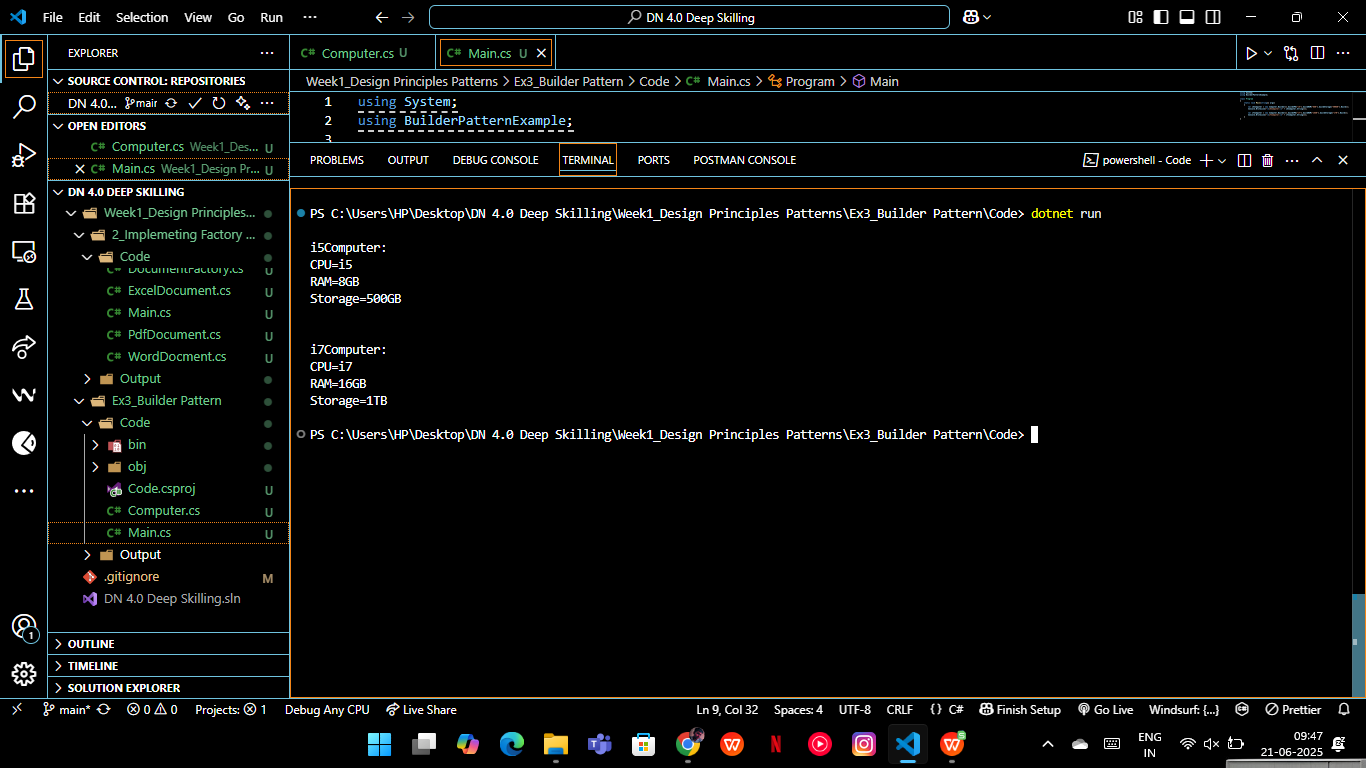 File Edit Selection View Go Run ··· DN 4.0 Deep Skilling
EXPLORER ···
SOURCE CONTROL: REPOSITORIES
DN 4.0... main ···
OPEN EDITORS
Computer.cs Week1_Des... U
Main.cs Week1_Design Pr... U
DN 4.0 DEEP SKILLING
Week1_Design Principles...
2_Implemeting Factory ...
Code
DocumentFactory.cs U
ExcelDocument.cs U
Main.cs U
PdfDocument.cs U
WordDocment.cs U
Output
Ex3_Builder Pattern
Code
bin
obj
Code.csproj U
Computer.cs U
Main.cs U
Output
.gitignore M
DN 4.0 Deep Skilling.sln
OUTLINE
TIMELINE
SOLUTION EXPLORER
1
C# Computer.cs U C# Main.cs U
Week1_Design Principles Patterns > Ex3_Builder Pattern > Code > C# Main.cs > Program > Main
1 using System;
2 using BuilderPatternExample;
3
PROBLEMS OUTPUT DEBUG CONSOLE TERMINAL PORTS POSTMAN CONSOLE
powershell - Code
PS C:\Users\HP\Desktop\DN 4.0 Deep Skilling\Week1_Design Principles Patterns\Ex3_Builder Pattern\Code> dotnet run
i5Computer:
CPU=i5
RAM=8GB
Storage=500GB
i7Computer:
CPU=i7
RAM=16GB
Storage=1TB
PS C:\Users\HP\Desktop\DN 4.0 Deep Skilling\Week1_Design Principles Patterns\Ex3_Builder Pattern\Code>
main* 0 0 Projects: 1 Debug Any CPU Live Share Ln 9, Col 32 Spaces: 4 UTF-8 CRLF {} C# Finish Setup Go Live Windsurf: {...} Prettier
ENG
IN
09:47
21-06-2025